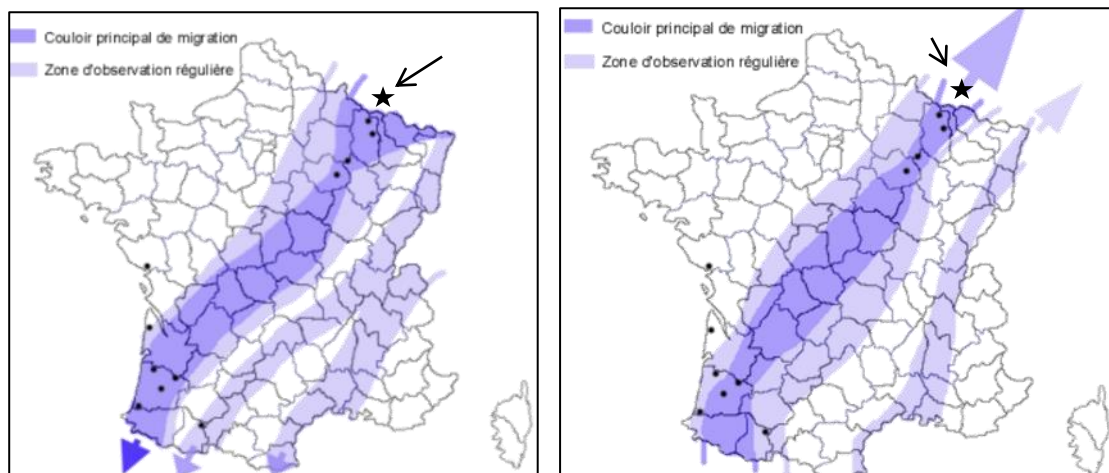 Couloir principal de migration
Zone d'observation régulière
Couloir principal de migration
Zone d'observation régulière